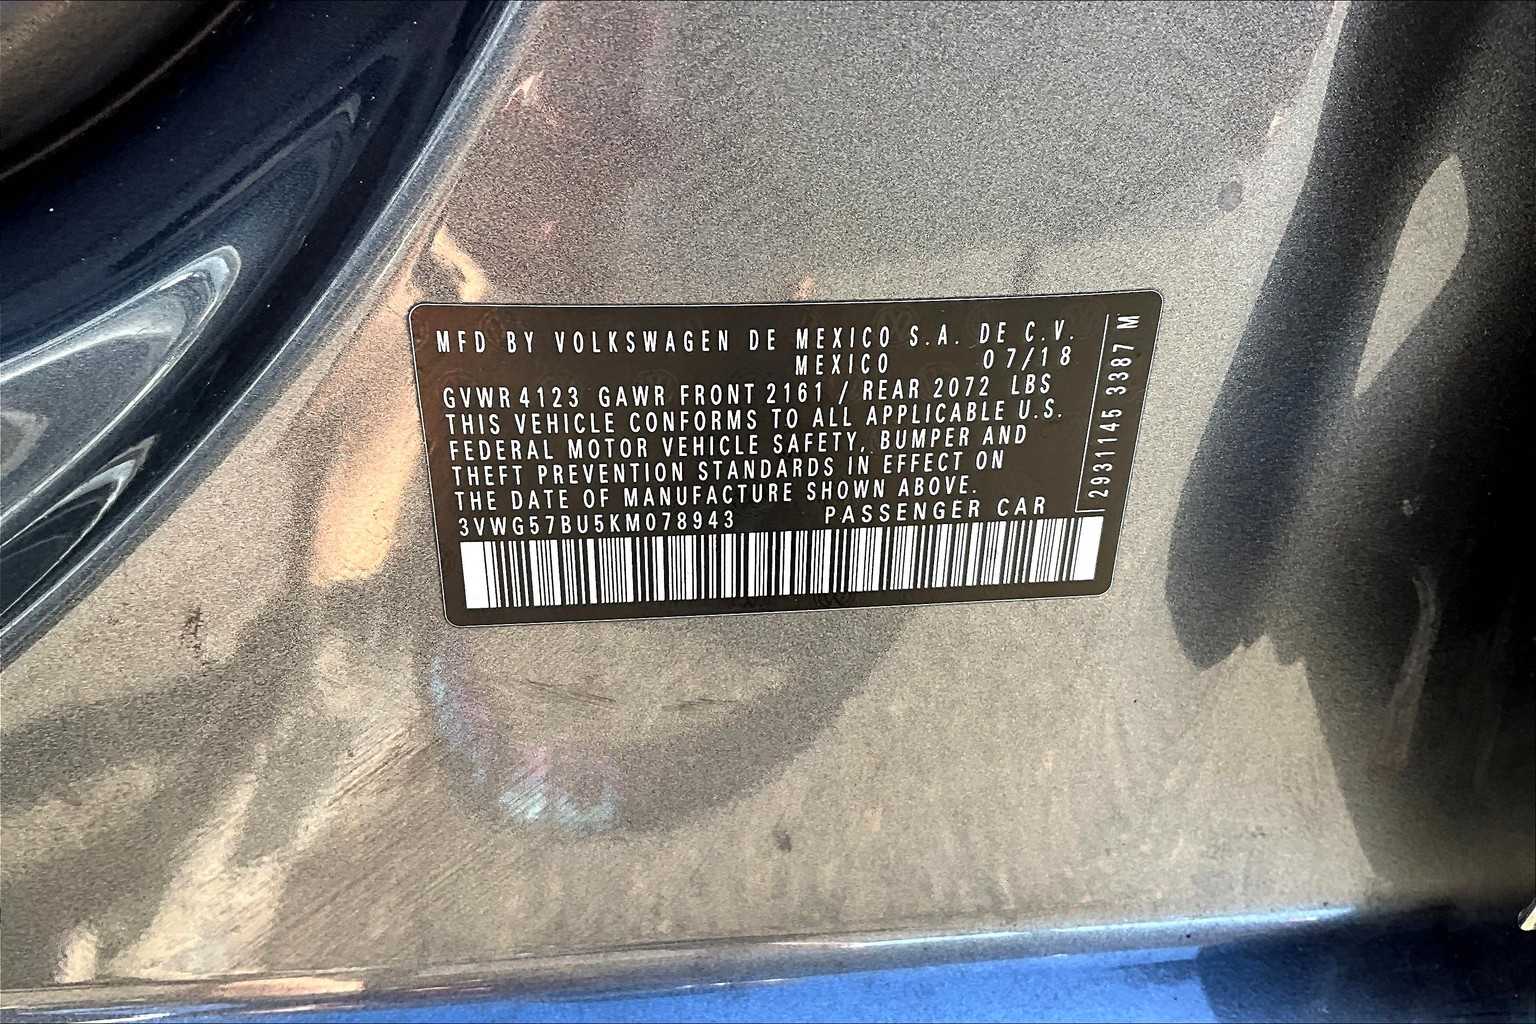 MFD BY VOLKSWAGEN DE MEXICO S.A. DE C.V.
MEXICO 07/18
GVWR 4123 GAWR FRONT 2161 / REAR 2072 LBS
THIS VEHICLE CONFORMS TO ALL APPLICABLE U.S.
FEDERAL MOTOR VEHICLE SAFETY, BUMPER AND
THEFT PREVENTION STANDARDS IN EFFECT ON
THE DATE OF MANUFACTURE SHOWN ABOVE.
3VWG57BU5KM078943 PASSENGER CAR
2931145 3387 M